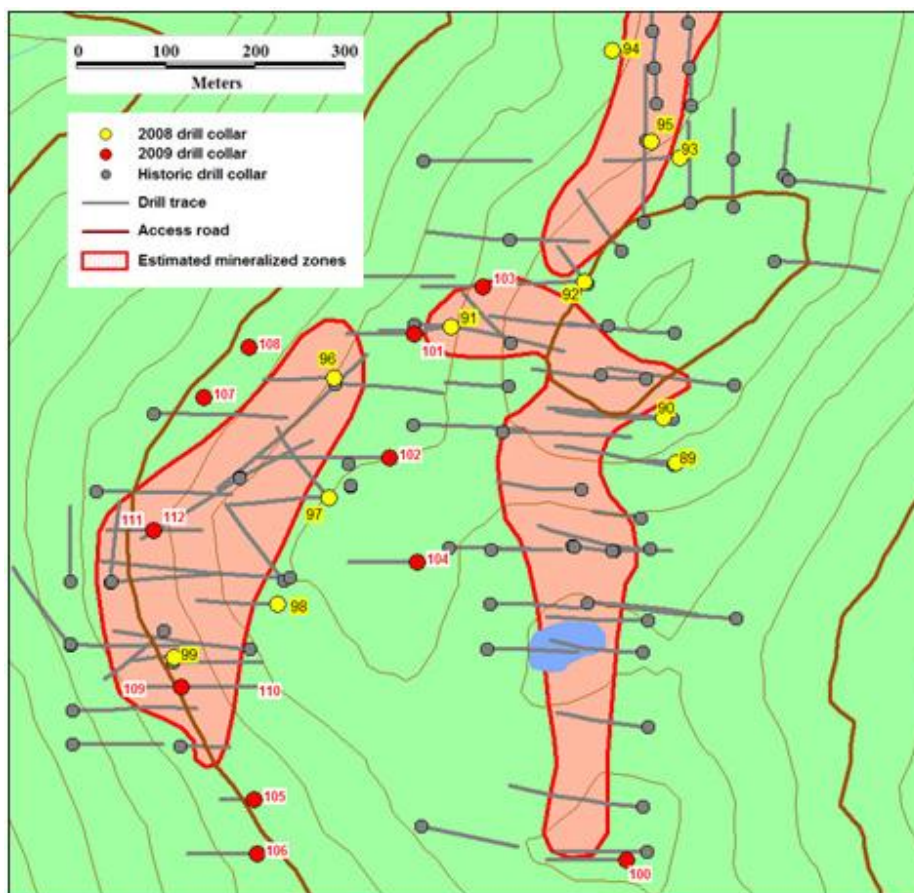 0 100 200 300
Meters
2008 drill collar
2009 drill collar
Historic drill collar
Drill trace
Access road
Estimated mineralized zones
94
95
93
92
103
91
101
108
96
107
90
102
89
97
111 112
104
98
99
109 110
105
106
100